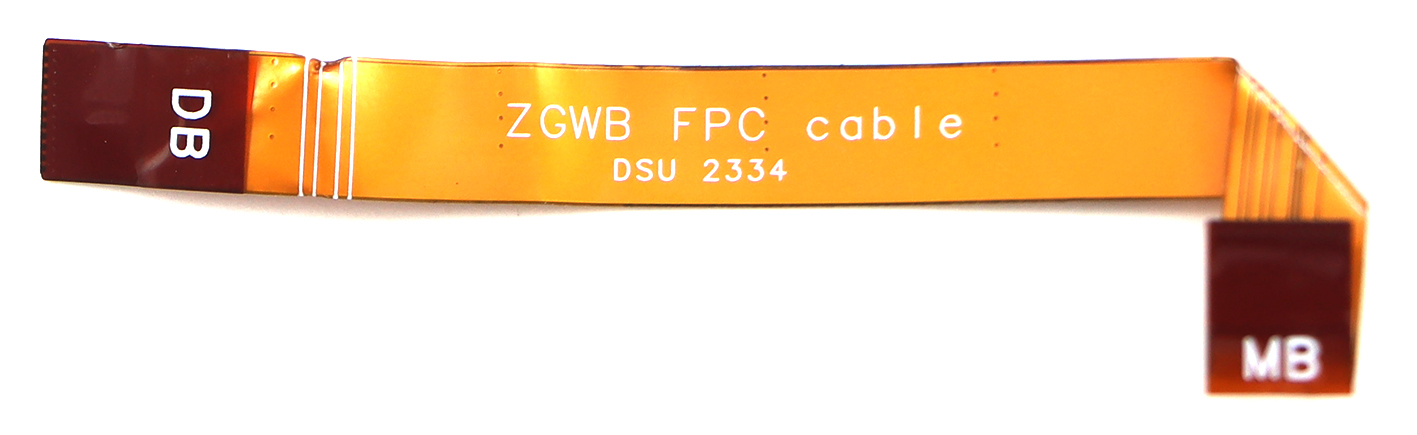 DB
ZGWB FPC cable
DSU 2334
MB